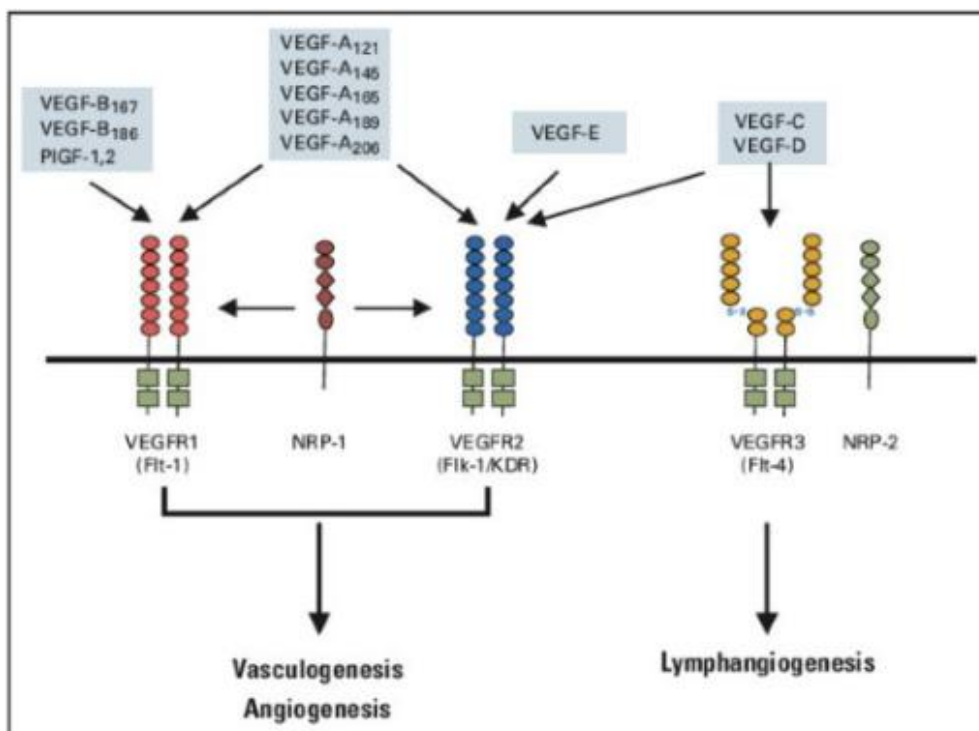 VEGF-B167
VEGF-B186
PlGF-1,2
VEGF-A121
VEGF-A145
VEGF-A165
VEGF-A189
VEGF-A206
VEGF-E
VEGF-C
VEGF-D
VEGFR1
(Flt-1)
NRP-1
VEGFR2
(Flk-1/KDR)
VEGFR3
(Flt-4)
NRP-2
Vasculogenesis
Angiogenesis
Lymphangiogenesis